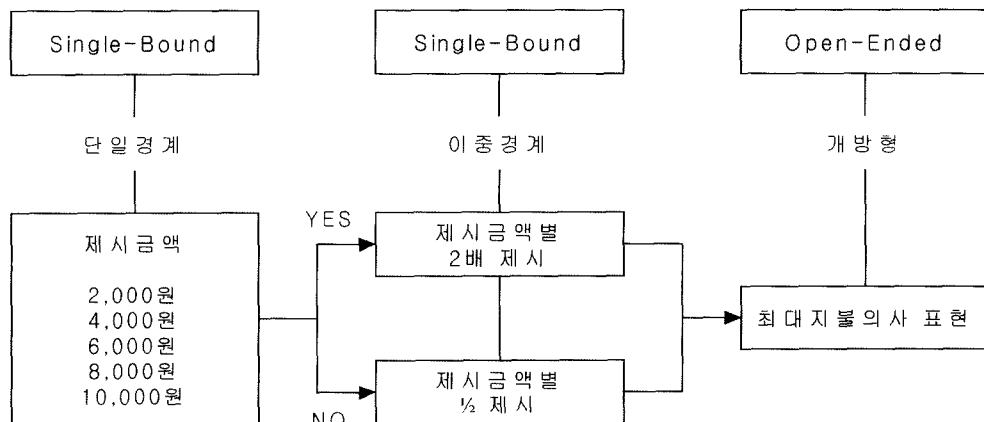 Single-Bound
Single-Bound
Open-Ended
단일경계
이중경계
개방형
제시금액
2,000원
4,000원
6,000원
8,000원
10,000원
YES
제시금액별
2배 제시
최대지불의사 표현
제시금액별
½ 제시
NO